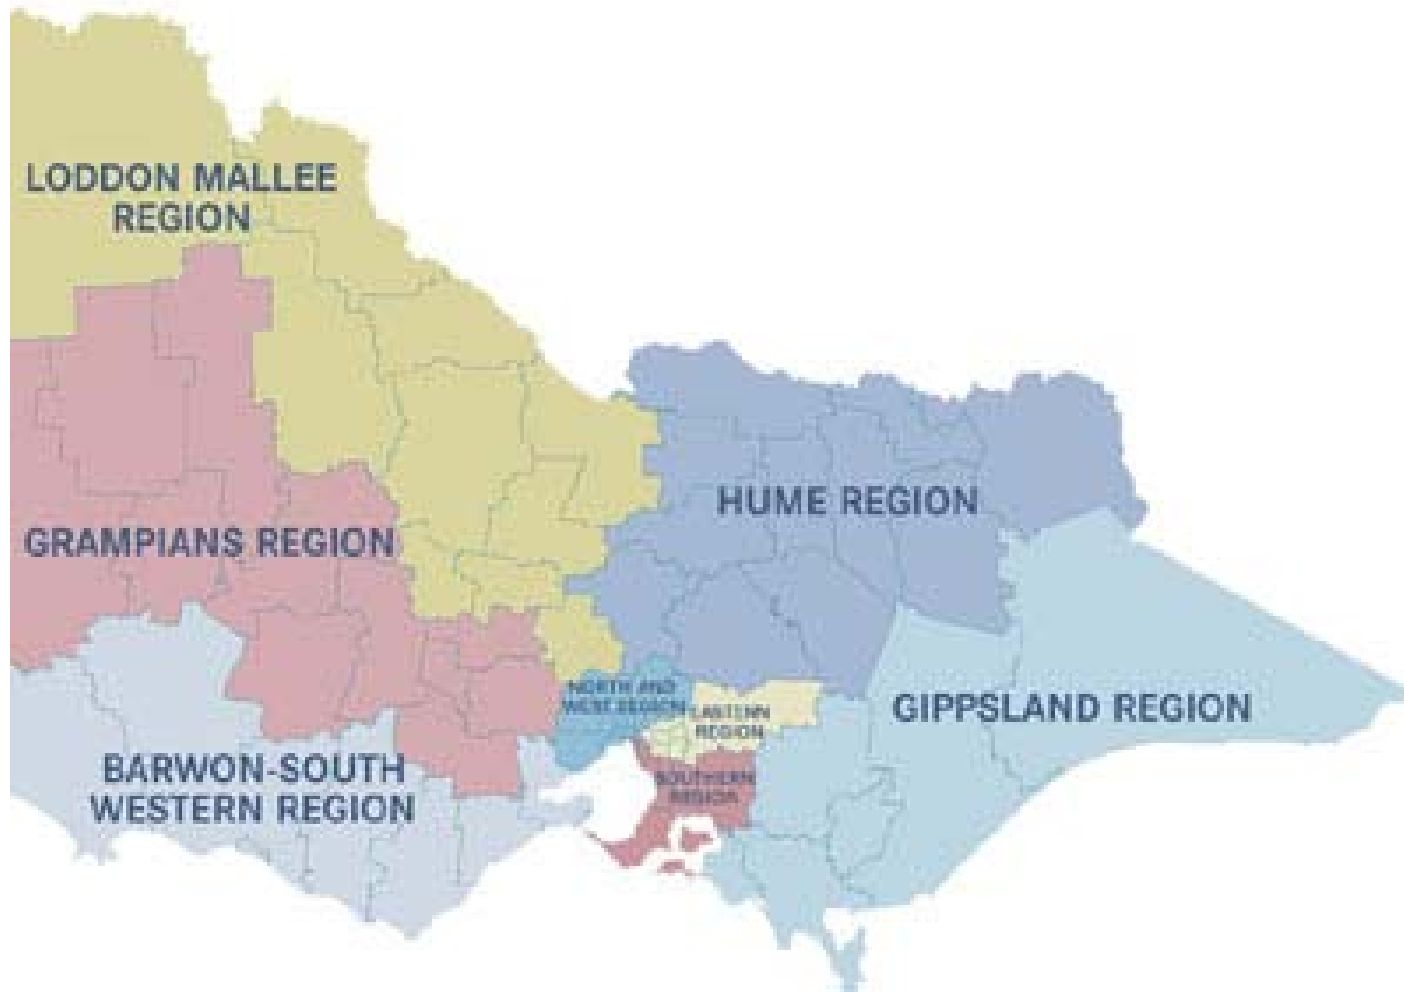 LODDON MALLEE
REGION
HUME REGION
GRAMPIANS REGION
NORTH AND
WEST REGION
EASTERN
REGION
GIPPSLAND REGION
BARWON-SOUTH
WESTERN REGION
SOUTHERN
REGION